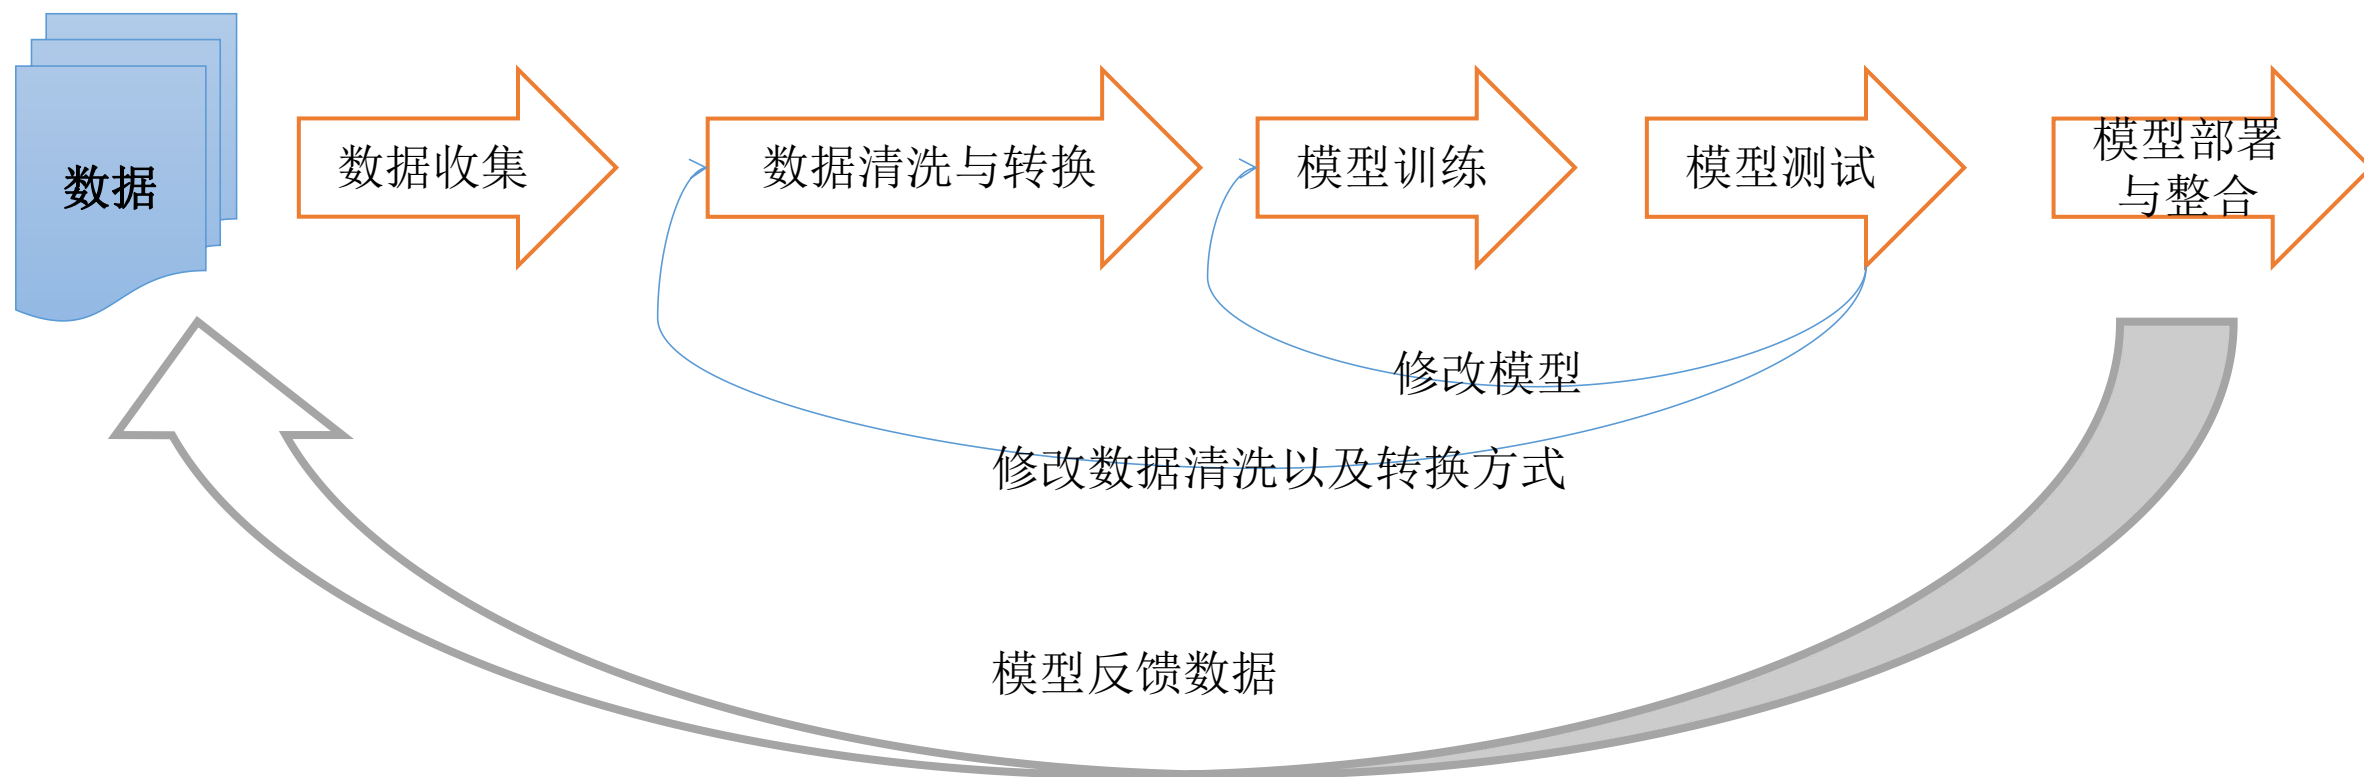 数据
数据收集
数据清洗与转换
模型训练
模型测试
模型部署
与整合
修改模型
修改数据清洗以及转换方式
模型反馈数据